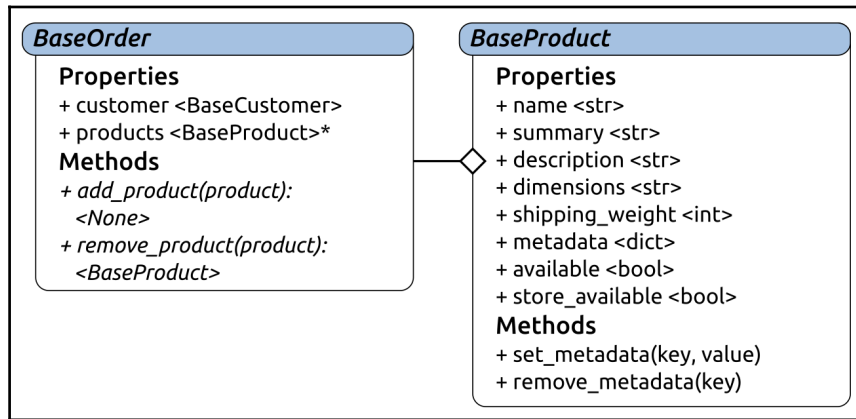 BaseOrder
Properties
+ customer <BaseCustomer>
+ products <BaseProduct>*
Methods
+ add_product(product):
<None>
+ remove_product(product):
<BaseProduct>
BaseProduct
Properties
+ name <str>
+ summary <str>
+ description <str>
+ dimensions <str>
+ shipping_weight <int>
+ metadata <dict>
+ available <bool>
+ store_available <bool>
Methods
+ set_metadata(key, value)
+ remove_metadata(key)